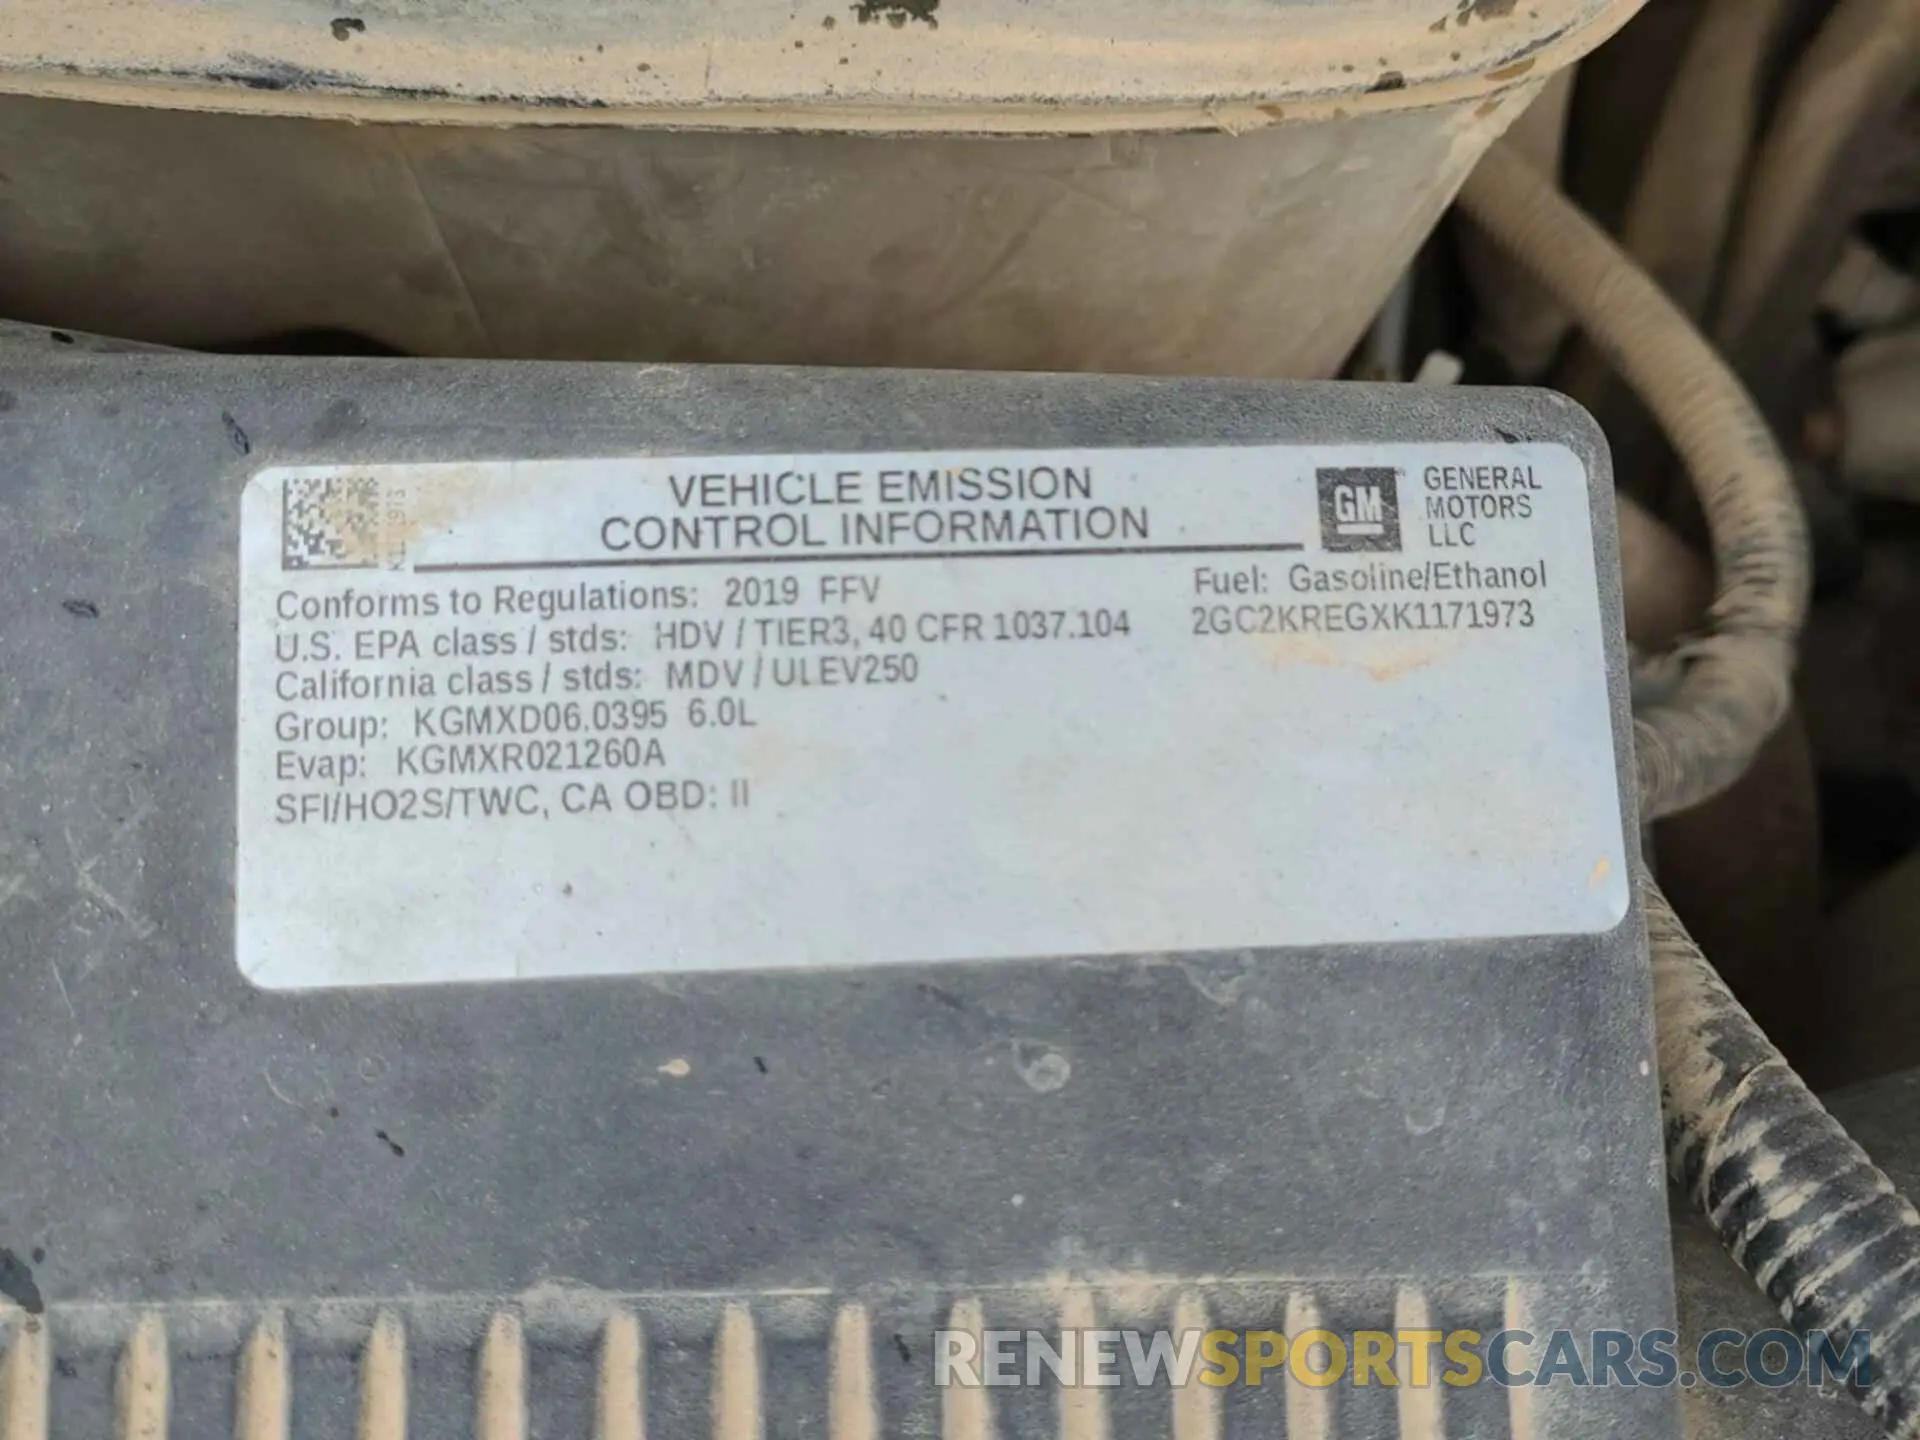 VEHICLE EMISSION
CONTROL INFORMATION
GM
GENERAL
MOTORS
LLC
Conforms to Regulations: 2019 FFV
Fuel: Gasoline/Ethanol
U.S. EPA class / stds: HDV / TIER3, 40 CFR 1037.104
2GC2KREGXK1171973
California class / stds: MDV / ULEV250
Group: KGMXD06.0395 6.0L
Evap: KGMXR021260A
SFI/HO2S/TWC, CA OBD: II
RENEWSPORTSCARS.COM